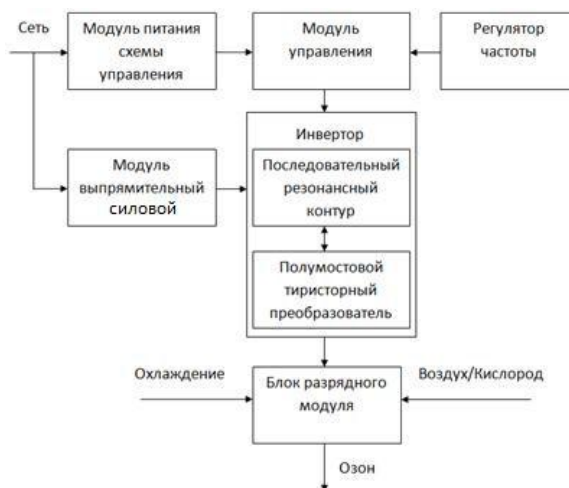 Сеть
Модуль питания
схемы
управления
Модуль
управления
Регулятор
частоты
Инвертор
Модуль
выпрямительный
силовой
Последовательный
резонансный
контур
Полумостовой
тиристорный
преобразователь
Охлаждение
Блок разрядного
модуля
Воздух/Кислород
Озон